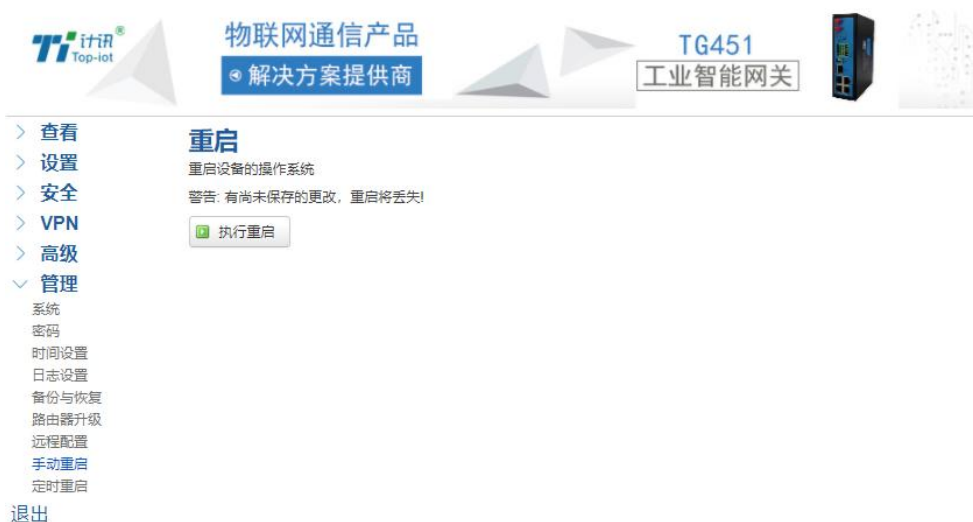 计讯®
Top-iot
物联网通信产品
解决方案提供商
TG451
工业智能网关
查看
设置
安全
VPN
高级
管理
系统
密码
时间设置
日志设置
备份与恢复
路由器升级
远程配置
手动重启
定时重启
退出
重启
重启设备的操作系统
警告: 有尚未保存的更改，重启将丢失!
执行重启